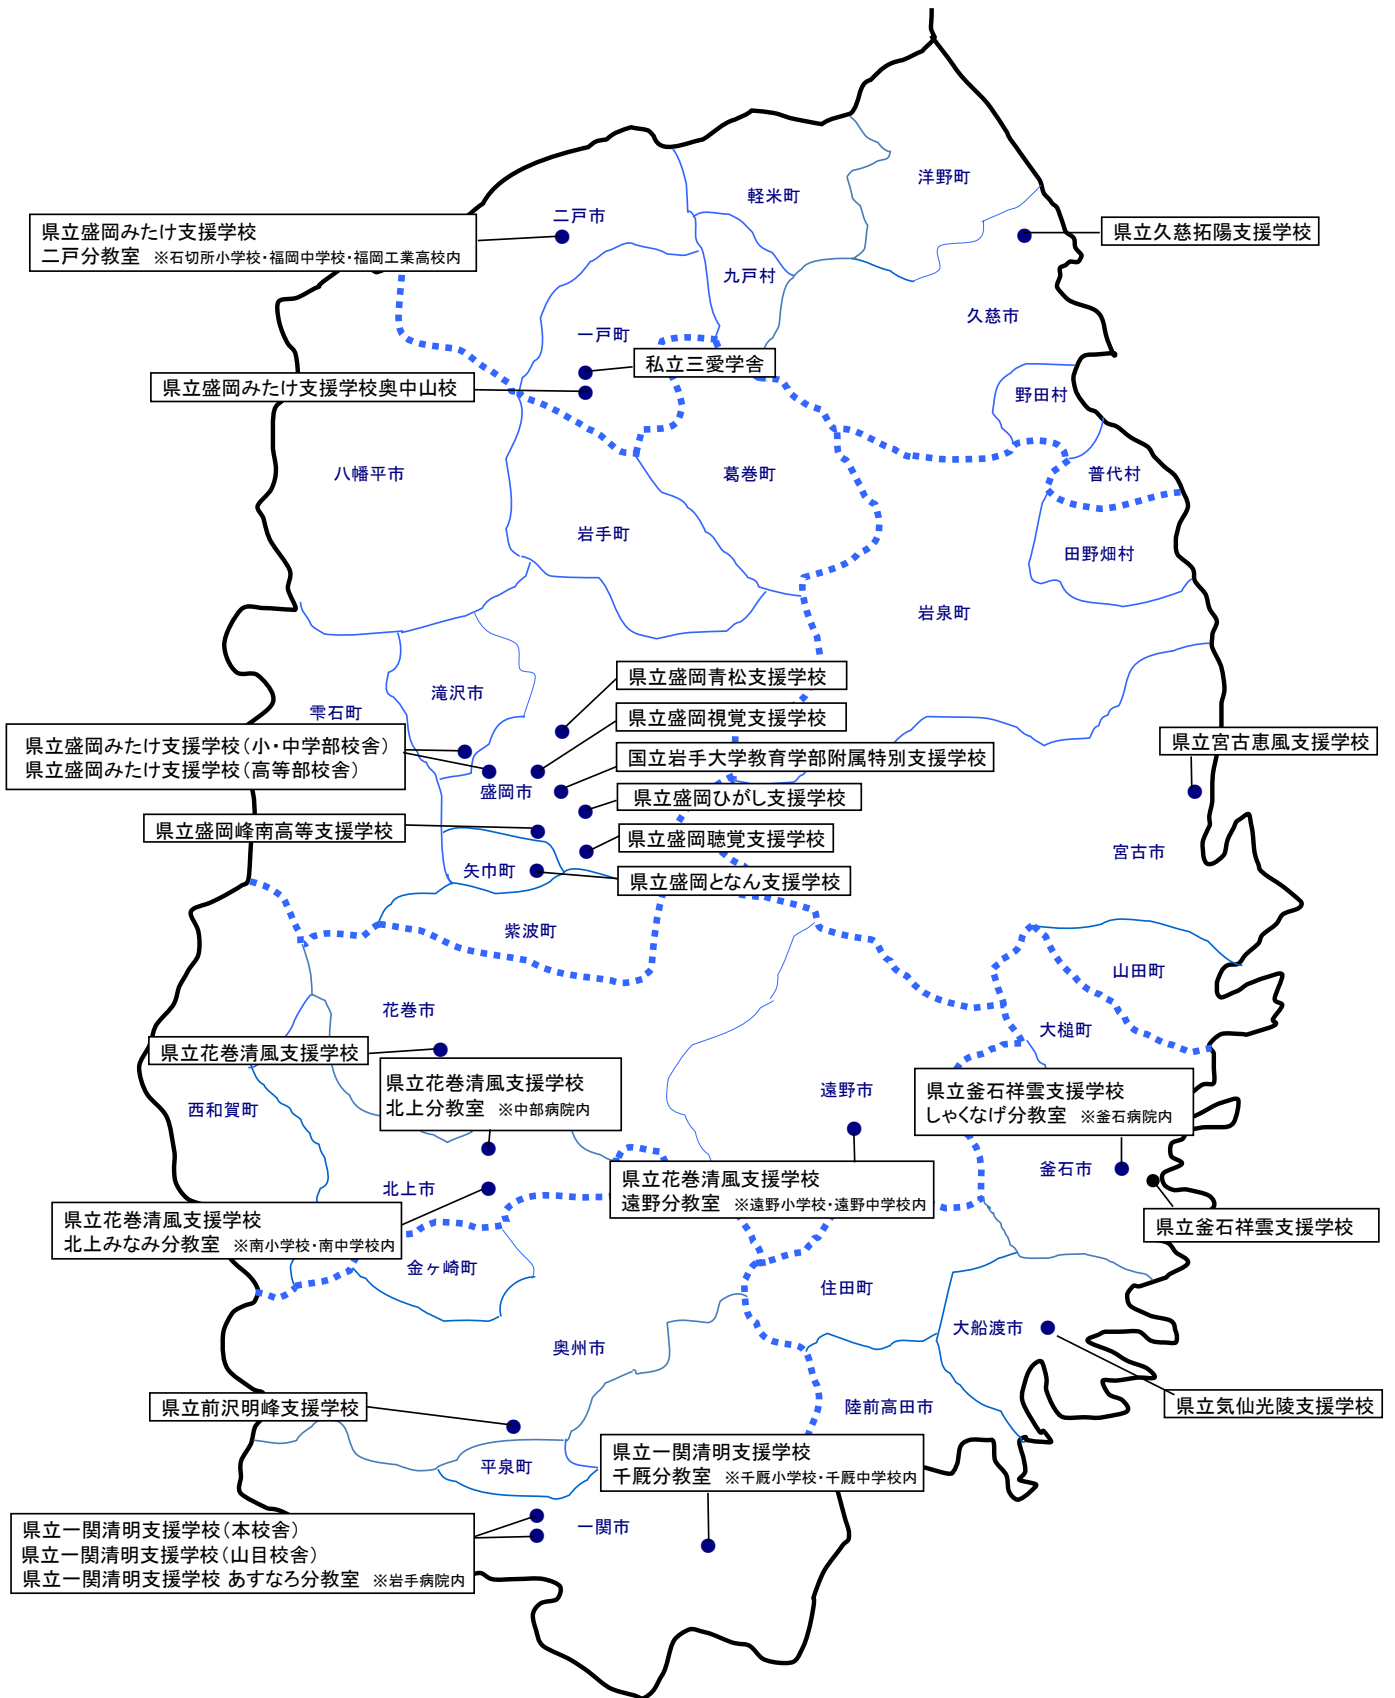 洋野町
軽米町
二戸市
県立盛岡みたけ支援学校
二戸分教室 ※石切所小学校・福岡中学校・福岡工業高校内
県立久慈拓陽支援学校
九戸村
久慈市
一戸町
私立三愛学舎
県立盛岡みたけ支援学校奥中山校
野田村
八幡平市
葛巻町
普代村
岩手町
田野畑村
岩泉町
県立盛岡青松支援学校
滝沢市
雫石町
県立盛岡視覚支援学校
県立盛岡みたけ支援学校(小・中学部校舎)
県立盛岡みたけ支援学校(高等部校舎)
国立岩手大学教育学部附属特別支援学校
県立宮古恵風支援学校
盛岡市
県立盛岡ひがし支援学校
県立盛岡峰南高等支援学校
県立盛岡聴覚支援学校
宮古市
矢巾町
県立盛岡となん支援学校
紫波町
山田町
花巻市
大槌町
県立花巻清風支援学校
県立花巻清風支援学校
北上分教室 ※中部病院内
遠野市
県立釜石祥雲支援学校
しゃくなげ分教室 ※釜石病院内
西和賀町
釜石市
北上市
県立花巻清風支援学校
遠野分教室 ※遠野小学校・遠野中学校内
県立花巻清風支援学校
北上みなみ分教室 ※南小学校・南中学校内
県立釜石祥雲支援学校
金ヶ崎町
住田町
大船渡市
奥州市
県立前沢明峰支援学校
陸前高田市
県立気仙光陵支援学校
県立一関清明支援学校
千厩分教室 ※千厩小学校・千厩中学校内
平泉町
一関市
県立一関清明支援学校(本校舎)
県立一関清明支援学校(山目校舎)
県立一関清明支援学校 あすなろ分教室 ※岩手病院内